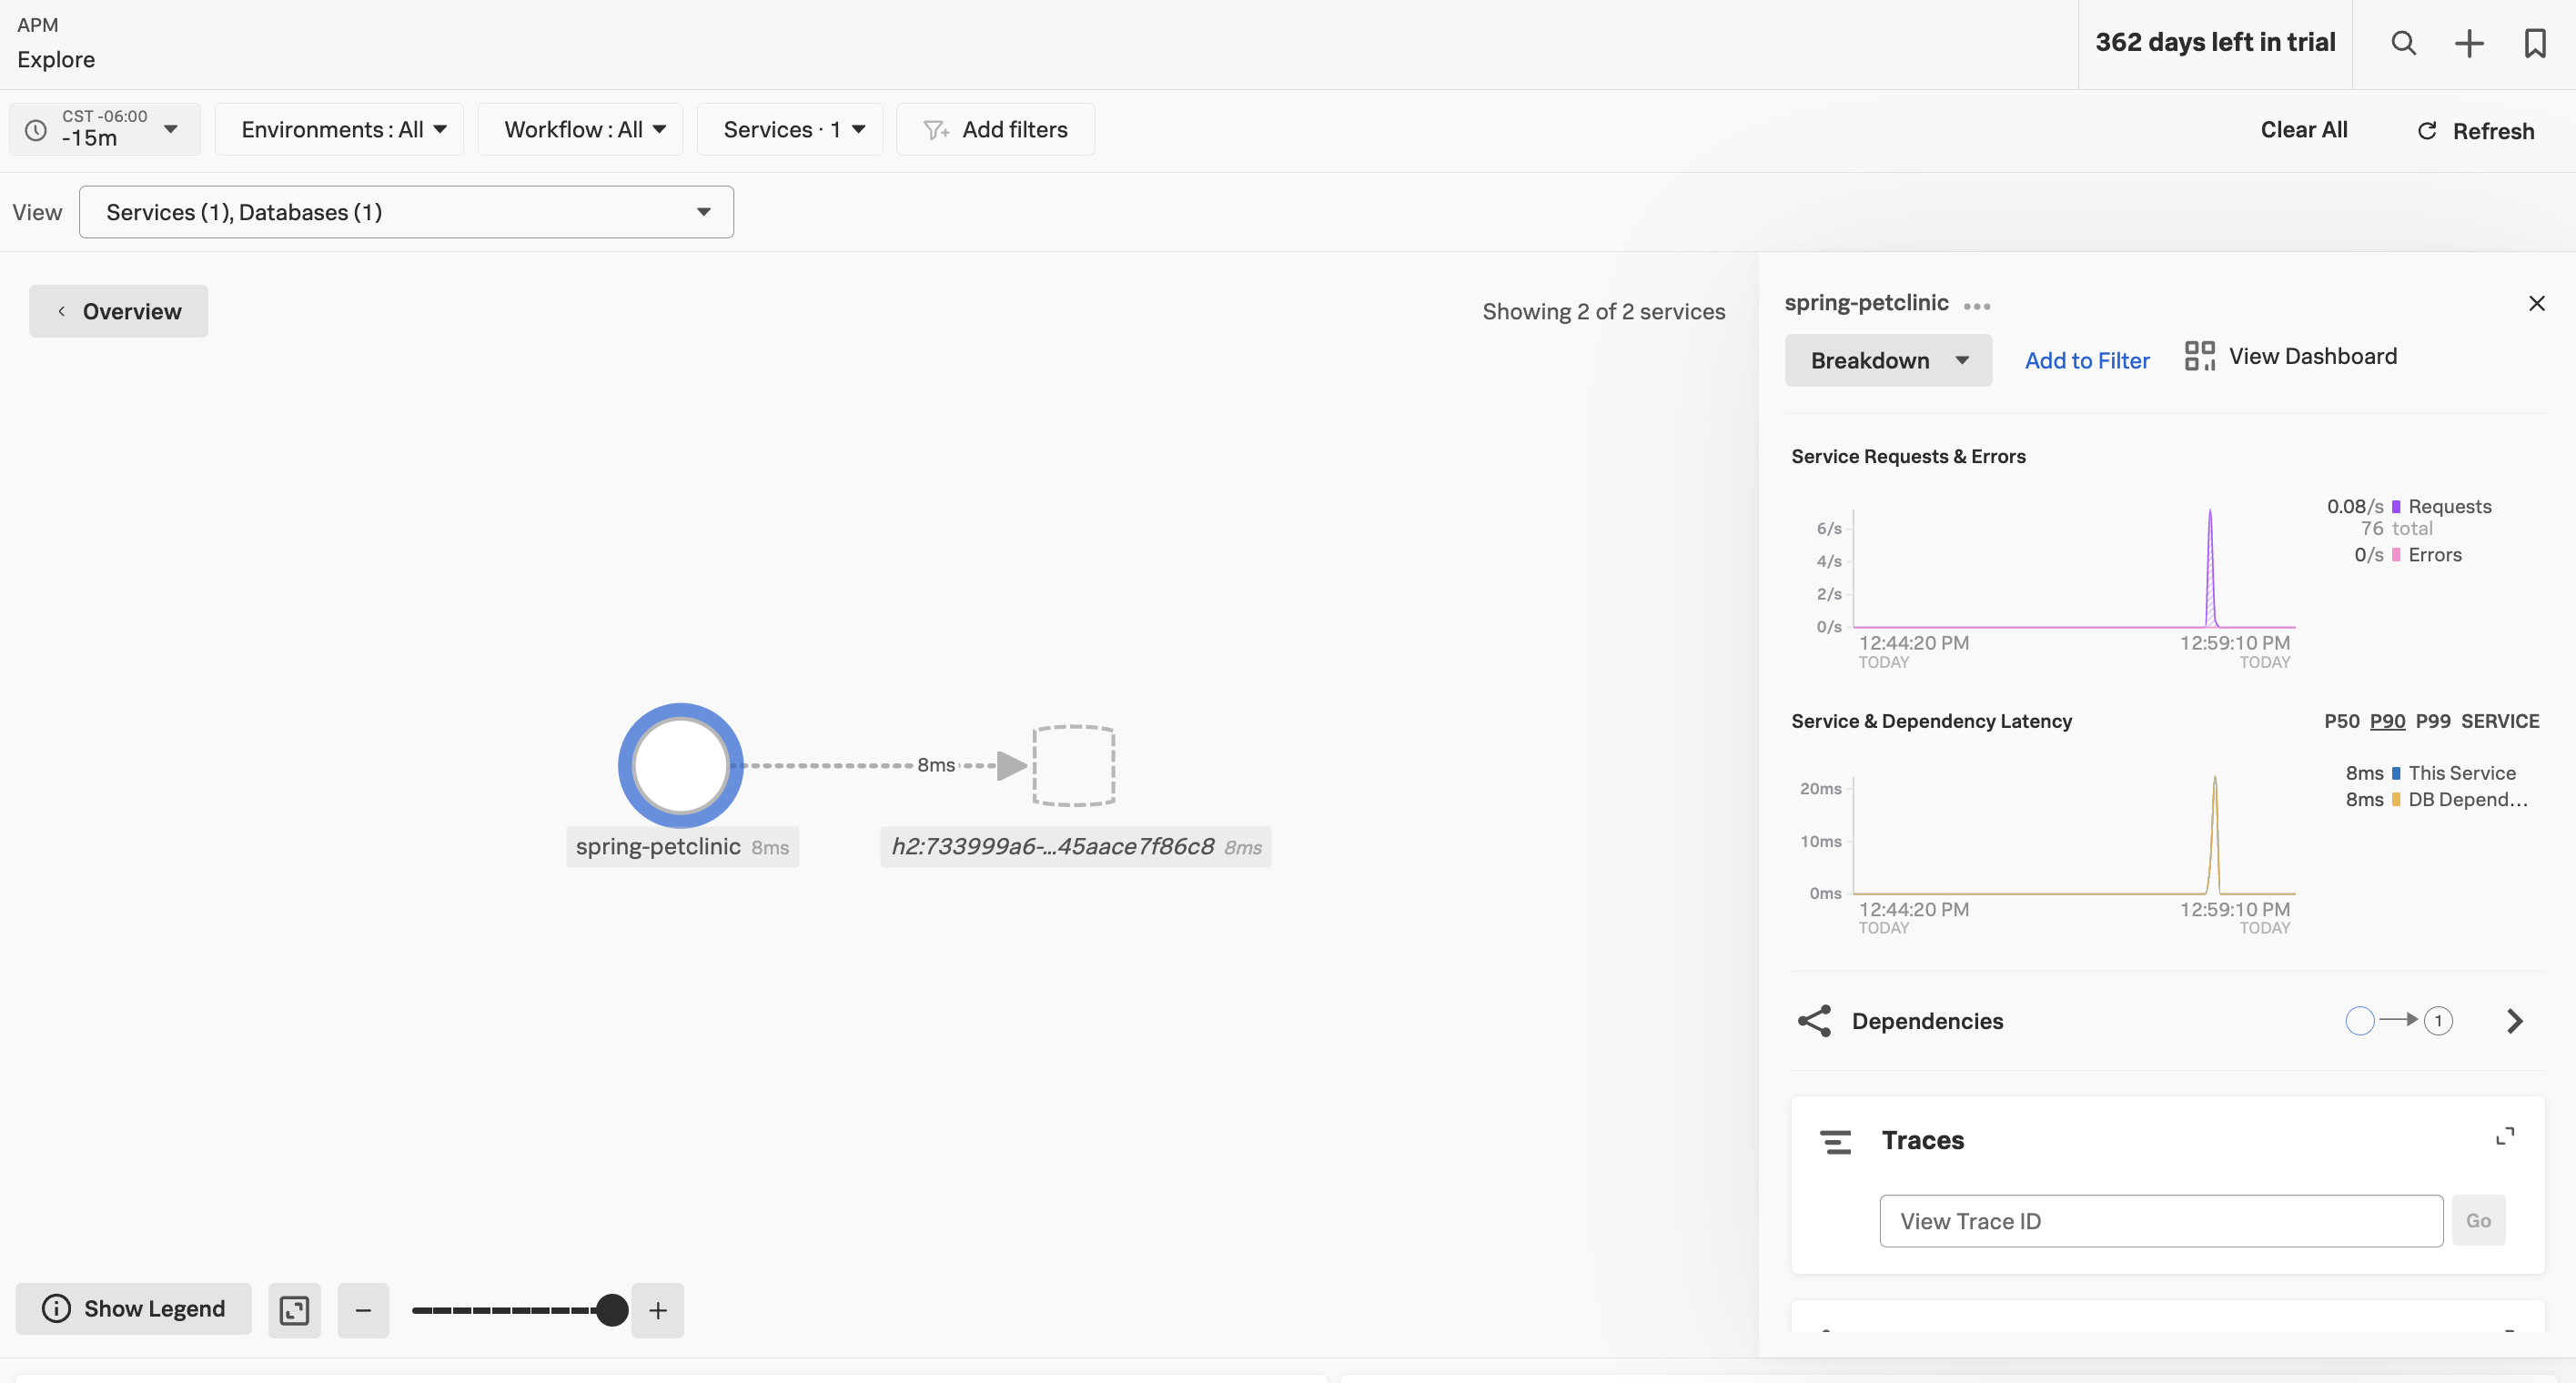 APM
Explore
362 days left in trial
CST -06:00
-15m
Environments : All
Workflow : All
Services · 1
Add filters
Clear All
Refresh
View
Services (1), Databases (1)
Overview
Showing 2 of 2 services
8ms
spring-petclinic 8ms
h2:733999a6-...45aace7f86c8 8ms
Show Legend
spring-petclinic
Breakdown
Add to Filter
View Dashboard
Service Requests & Errors
6/s
4/s
2/s
0/s
12:44:20 PM
TODAY
12:59:10 PM
TODAY
0.08/s Requests
76 total
0/s Errors
Service & Dependency Latency
P50 P90 P99 SERVICE
20ms
10ms
0ms
12:44:20 PM
TODAY
12:59:10 PM
TODAY
8ms This Service
8ms DB Depend...
Dependencies
1
Traces
View Trace ID
Go